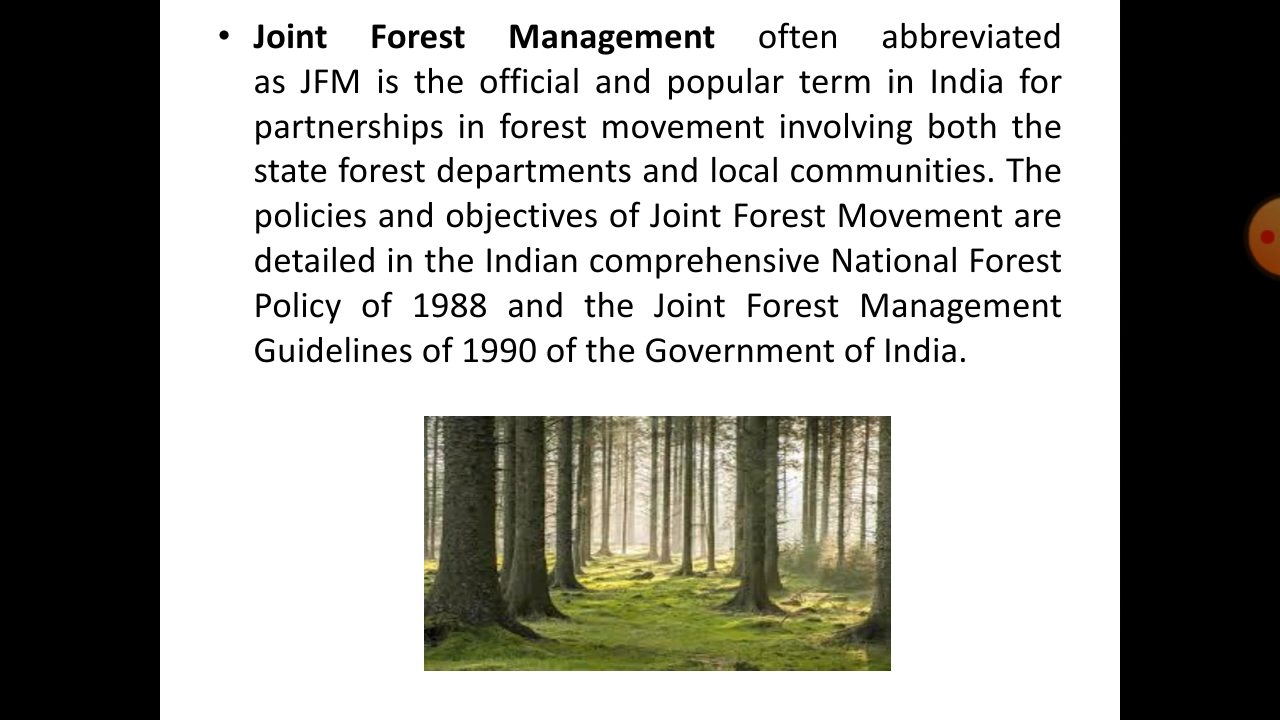 • Joint Forest Management often abbreviated
as JFM is the official and popular term in India for
partnerships in forest movement involving both the
state forest departments and local communities. The
policies and objectives of Joint Forest Movement are
detailed in the Indian comprehensive National Forest
Policy of 1988 and the Joint Forest Management
Guidelines of 1990 of the Government of India.